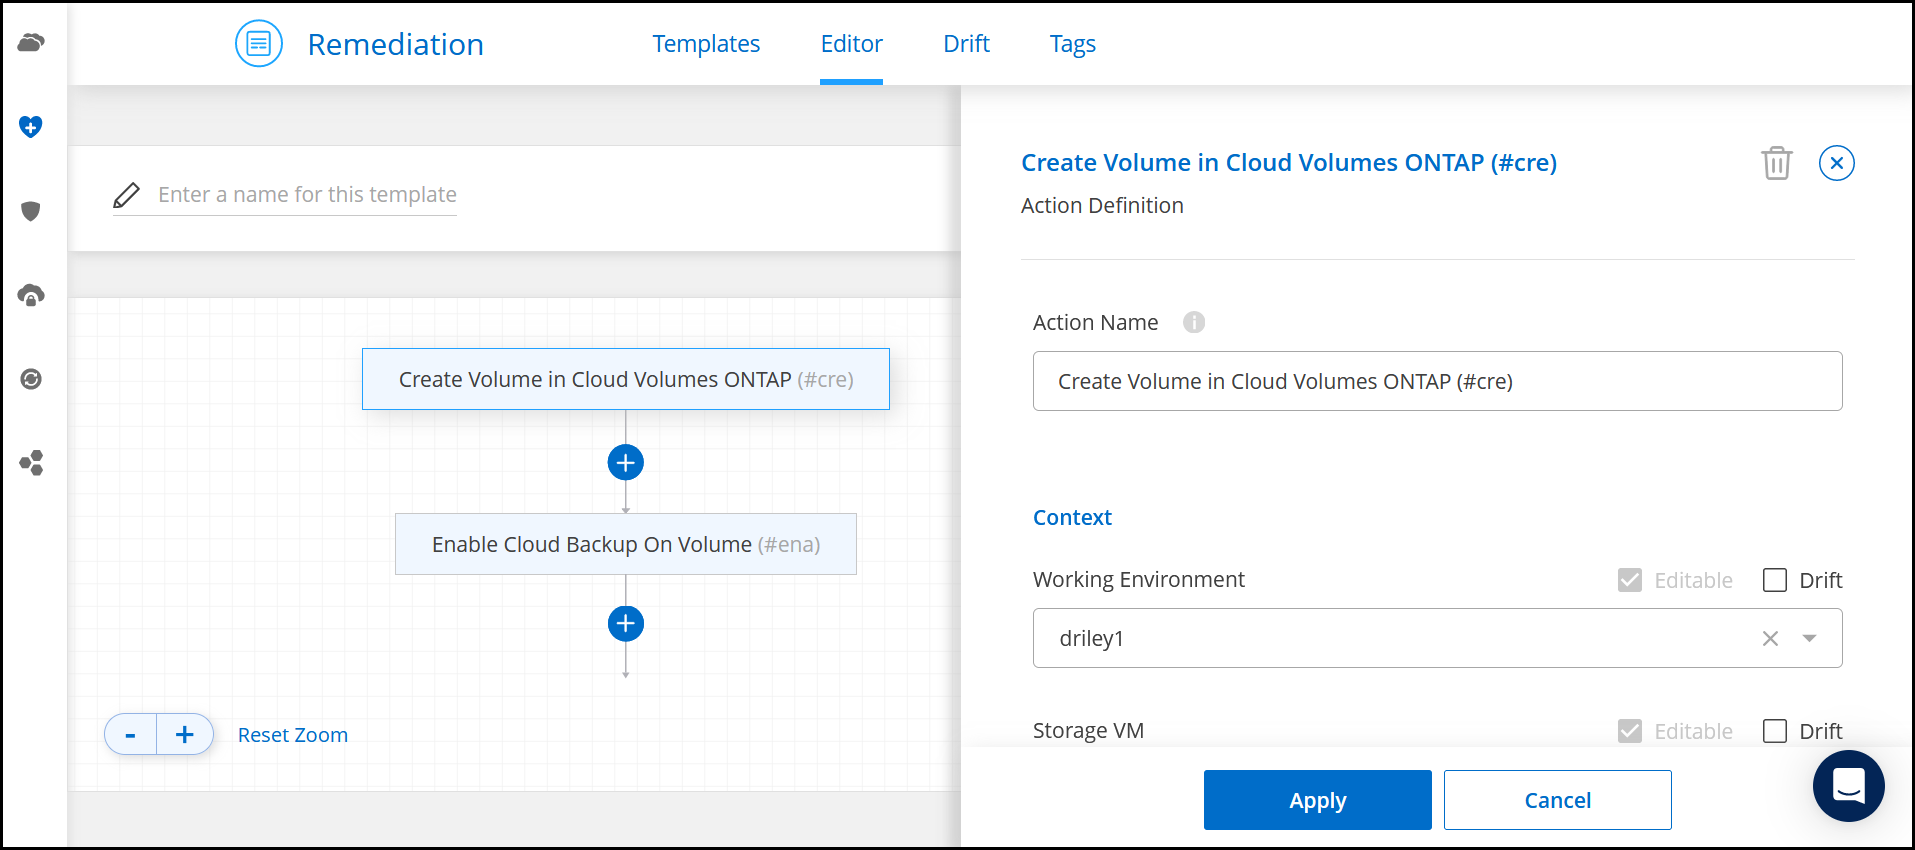 Remediation
Templates
Editor
Drift
Tags
Enter a name for this template
Create Volume in Cloud Volumes ONTAP (#cre)
Enable Cloud Backup On Volume (#ena)
- +
Reset Zoom
Create Volume in Cloud Volumes ONTAP (#cre)
Action Definition
Action Name
Create Volume in Cloud Volumes ONTAP (#cre)
Context
Working Environment
Editable
Drift
driley1
Storage VM
Editable
Drift
Apply
Cancel